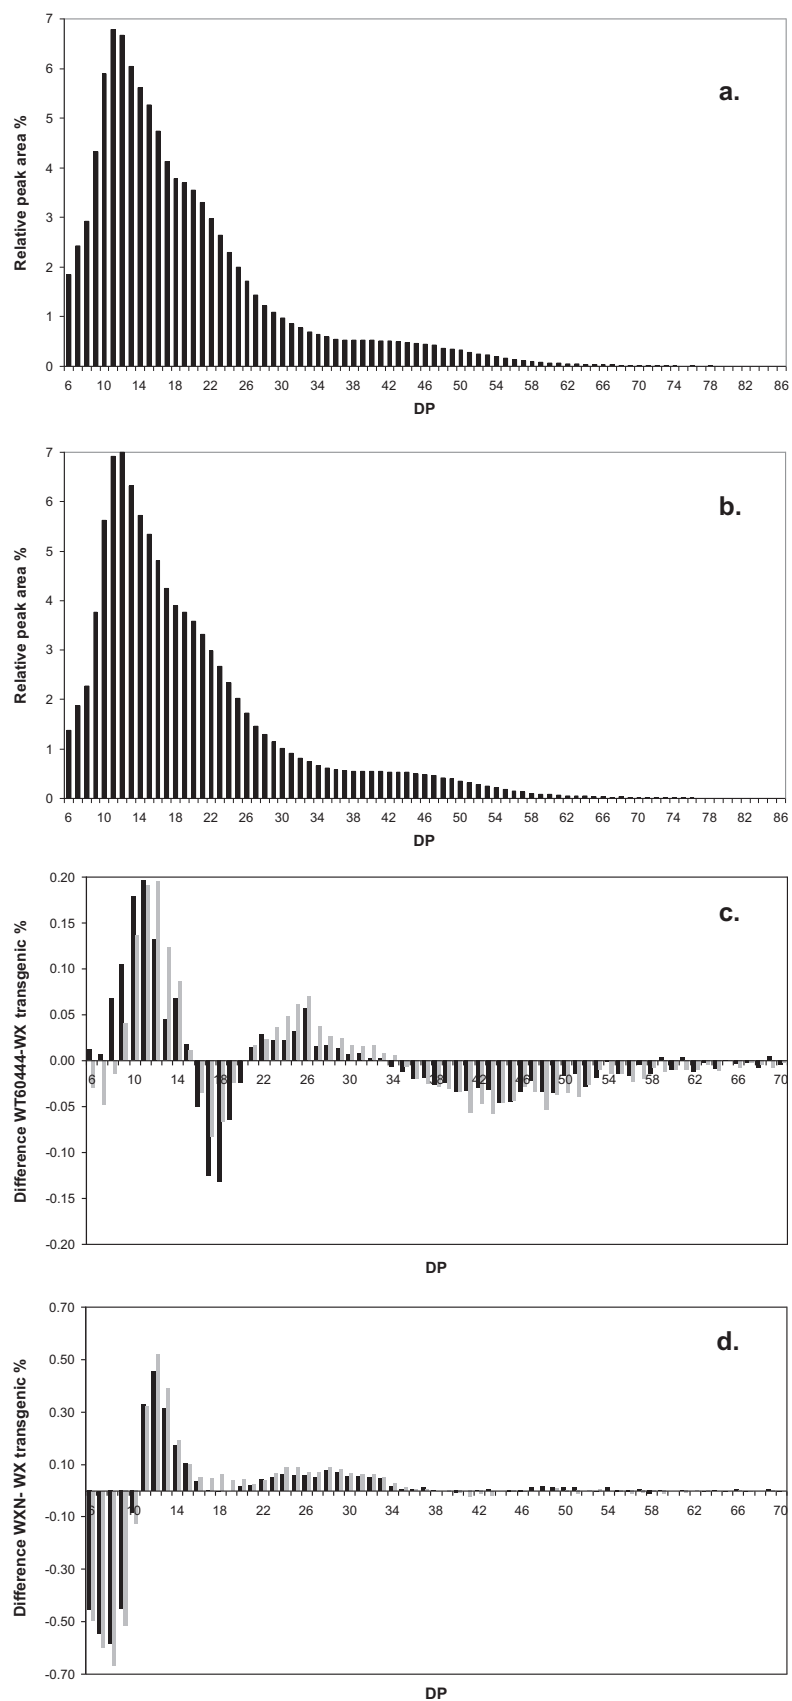 7
6
5
4
3
2
1
0
Relative peak area %
a.
6 10 14 18 22 26 30 34 38 42 46 50 54 58 62 66 70 74 78 82 86
DP
7
6
5
4
3
2
1
0
Relative peak area %
b.
6 10 14 18 22 26 30 34 38 42 46 50 54 58 62 66 70 74 78 82 86
DP
0.20
0.15
0.10
0.05
0.00
-0.05
-0.10
-0.15
-0.20
Difference WT60444-WX transgenic %
c.
6 10 14 18 22 26 30 34 38 42 46 50 54 58 62 66 70
DP
0.70
0.50
0.30
0.10
-0.10
-0.30
-0.50
-0.70
Difference WXN- WX transgenic %
d.
6 10 14 18 22 26 30 34 38 42 46 50 54 58 62 66 70
DP